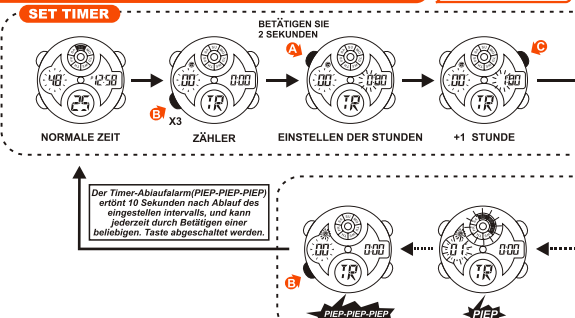 SET TIMER
BETÄTIGEN SIE
2 SEKUNDEN
A
C
48 12:58
25
00 0:00
TR
00 0:00
TR
00 1:00
TR
B
X3
NORMALE ZEIT
ZÄHLER
EINSTELLEN DER STUNDEN
+1 STUNDE
Der Timer-Abiaufalarm(PIEP-PIEP-PIEP)
ertönt 10 Sekunden nach Ablauf des
eingestellen intervalls, und kann
jederzeit durch Betätigen einer
beliebigen. Taste abgeschaltet werden.
00 0:00
TR
01 0:00
TR
B
PIEP-PIEP-PIEP
PIEP